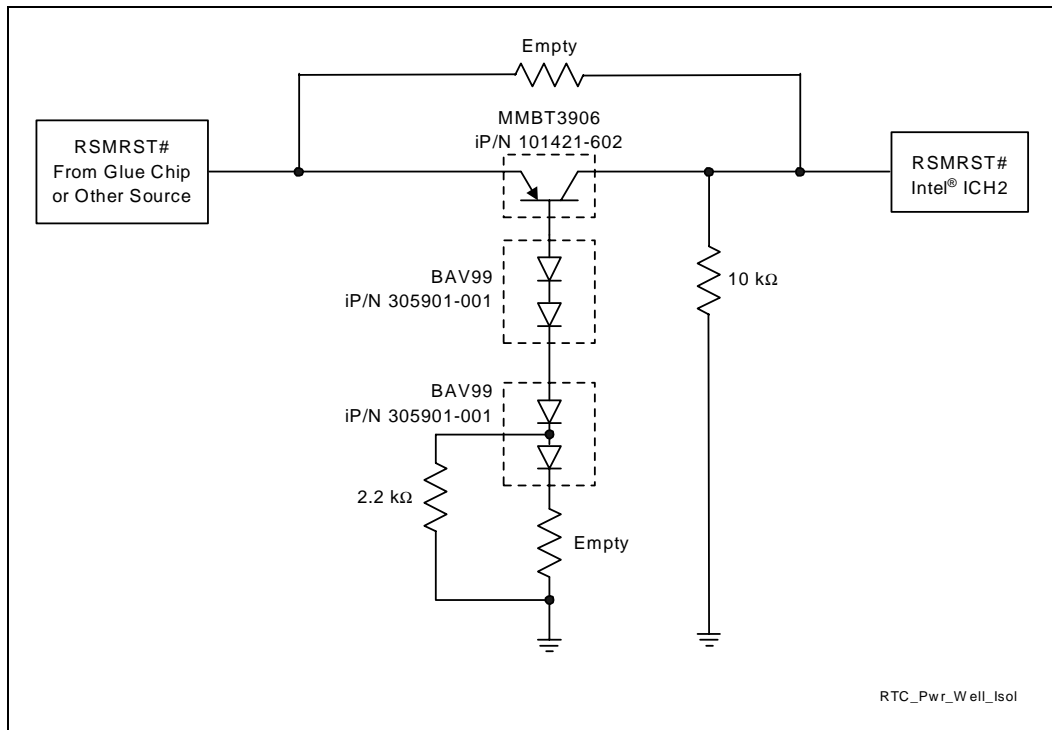 Empty
MMBT3906
iP/N 101421-602
RSMRST#
From Glue Chip
or Other Source
RSMRST#
Intel® ICH2
BAV99
iP/N 305901-001
10 kΩ
BAV99
iP/N 305901-001
2.2 kΩ
Empty
RTC_Pwr_Well_Isol